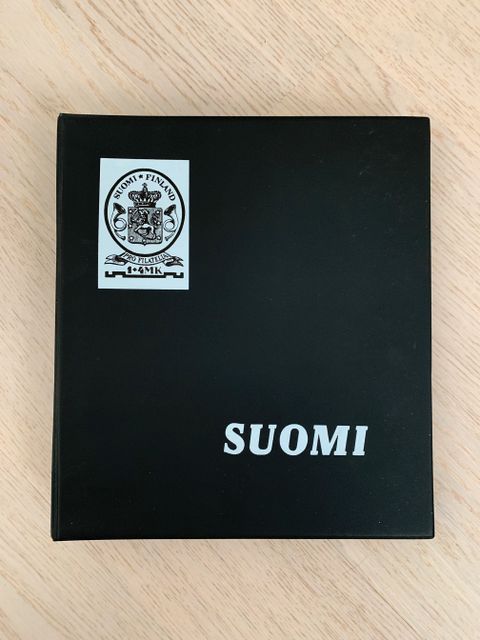 SUOMI ★ FINLAND
PRO FILATELIA
1+4MK
SUOMI